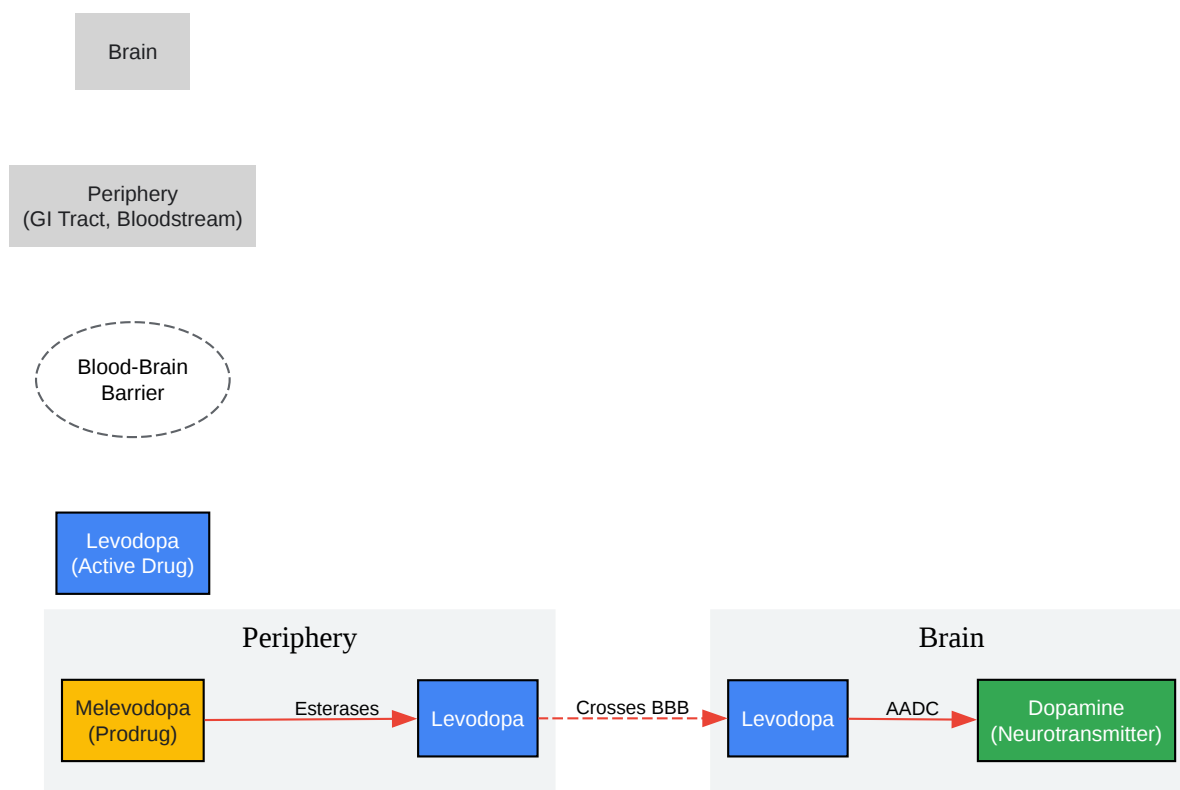 Brain
Periphery
(GI Tract, Bloodstream)
Blood-Brain
Barrier
Levodopa
(Active Drug)
Periphery
Brain
Melevodopa
(Prodrug)
Esterases
Levodopa
Crosses BBB
Levodopa
AADC
Dopamine
(Neurotransmitter)